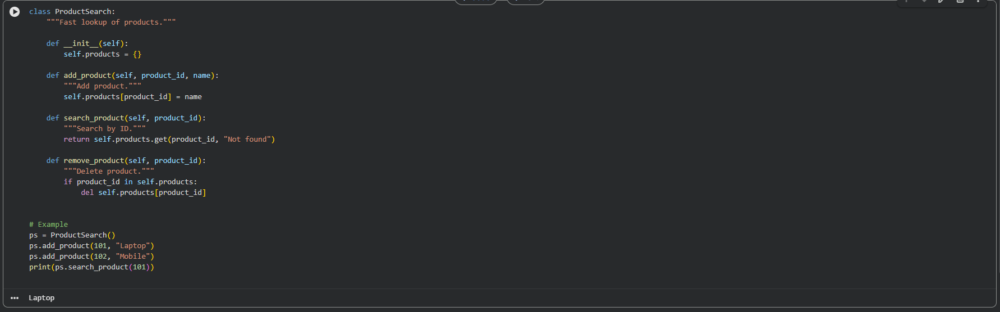 class ProductSearch:
    """Fast lookup of products."""
    def __init__(self):
        self.products = {}
    def add_product(self, product_id, name):
        """Add product."""
        self.products[product_id] = name
    def search_product(self, product_id):
        """Search by ID."""
        return self.products.get(product_id, "Not found")
    def remove_product(self, product_id):
        """Delete product."""
        if product_id in self.products:
            del self.products[product_id]
# Example
ps = ProductSearch()
ps.add_product(101, "Laptop")
ps.add_product(102, "Mobile")
print(ps.search_product(101))
Laptop